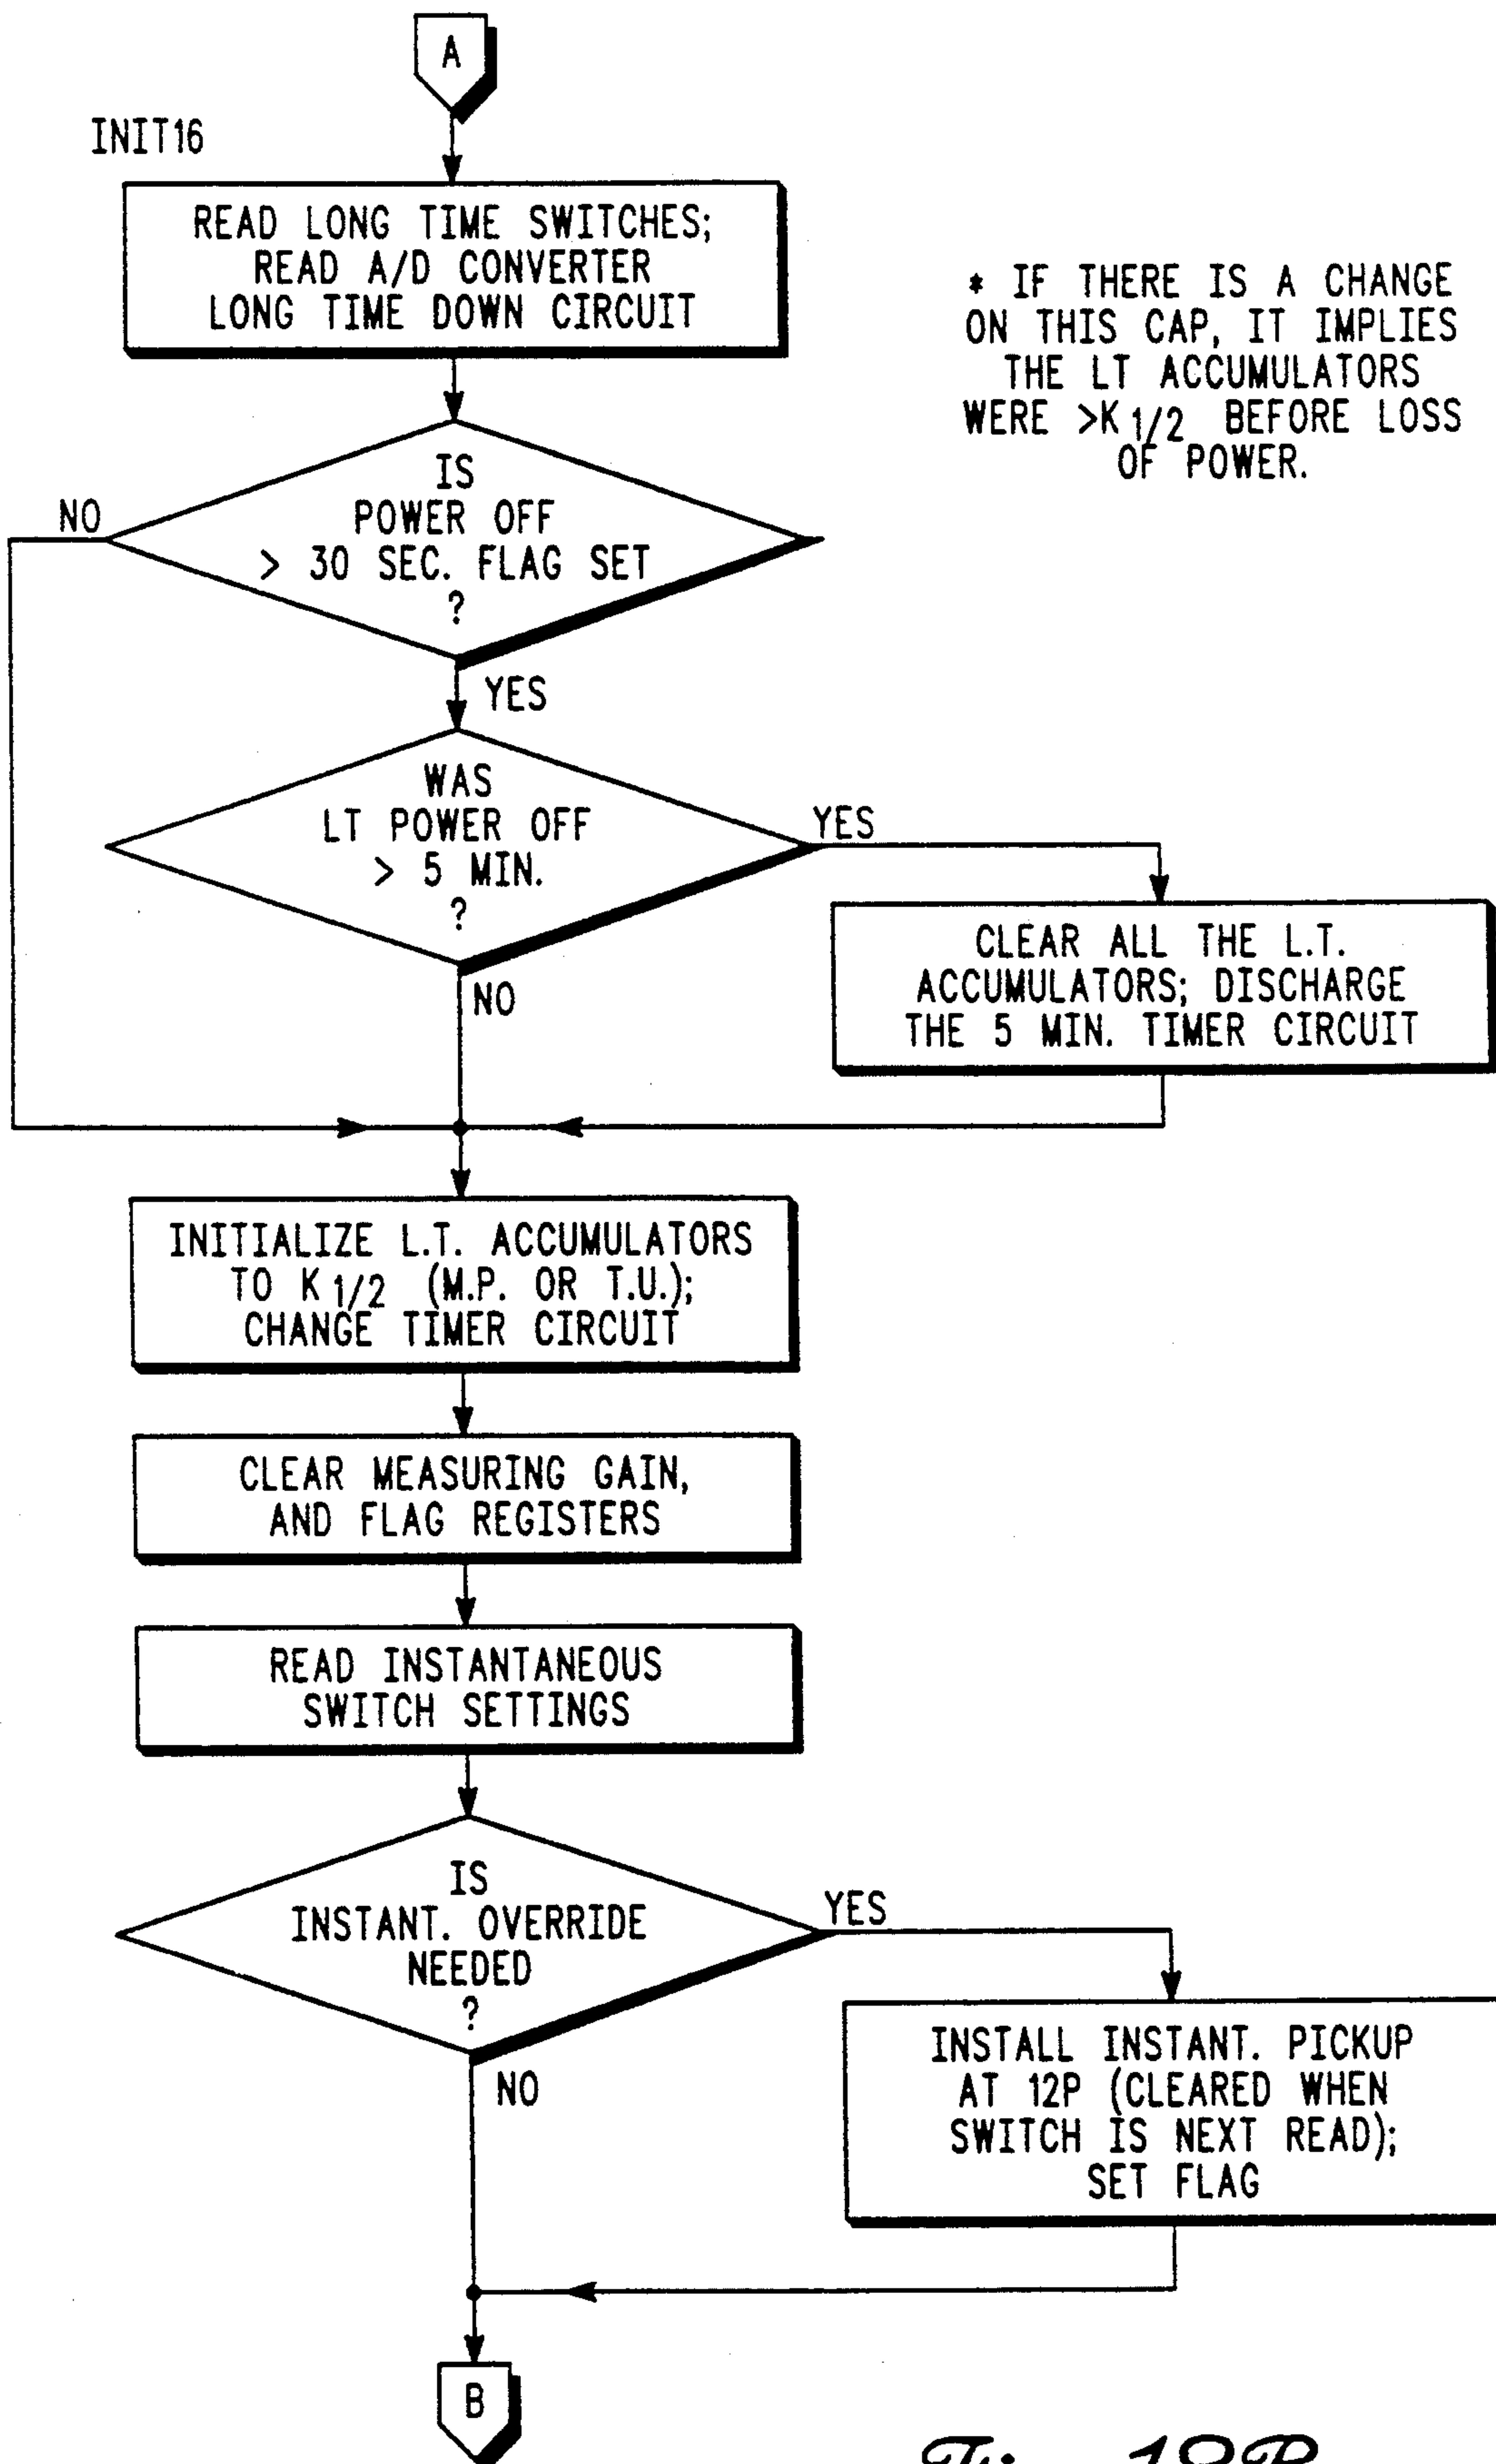 A
INIT16
READ LONG TIME SWITCHES;
READ A/D CONVERTER
LONG TIME DOWN CIRCUIT
* IF THERE IS A CHANGE
ON THIS CAP, IT IMPLIES
THE LT ACCUMULATORS
WERE >K 1/2 BEFORE LOSS
OF POWER.
IS
POWER OFF
> 30 SEC. FLAG SET
?
NO
YES
WAS
LT POWER OFF
> 5 MIN.
?
YES
NO
CLEAR ALL THE L.T.
ACCUMULATORS; DISCHARGE
THE 5 MIN. TIMER CIRCUIT
INITIALIZE L.T. ACCUMULATORS
TO K 1/2 (M.P. OR T.U.);
CHANGE TIMER CIRCUIT
CLEAR MEASURING GAIN,
AND FLAG REGISTERS
READ INSTANTANEOUS
SWITCH SETTINGS
IS
INSTANT. OVERRIDE
NEEDED
?
YES
NO
INSTALL INSTANT. PICKUP
AT 12P (CLEARED WHEN
SWITCH IS NEXT READ);
SET FLAG
B